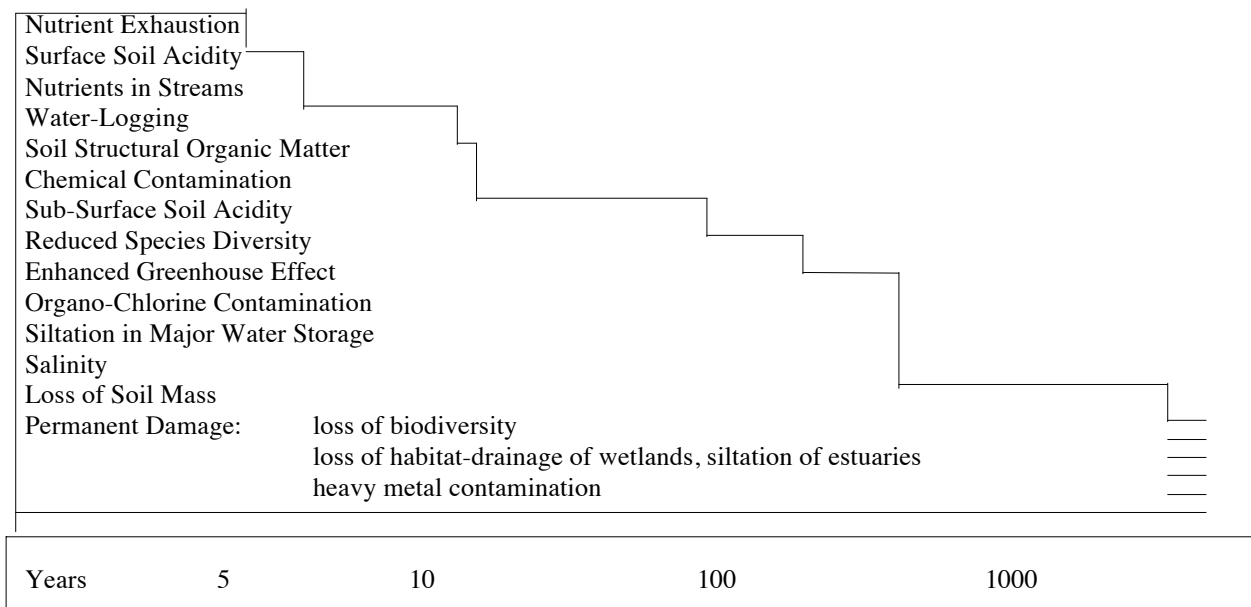 Nutrient Exhaustion
Surface Soil Acidity
Nutrients in Streams
Water-Logging
Soil Structural Organic Matter
Chemical Contamination
Sub-Surface Soil Acidity
Reduced Species Diversity
Enhanced Greenhouse Effect
Organo-Chlorine Contamination
Siltation in Major Water Storage
Salinity
Loss of Soil Mass
Permanent Damage: loss of biodiversity
loss of habitat-drainage of wetlands, siltation of estuaries
heavy metal contamination
Years 5 10 100 1000